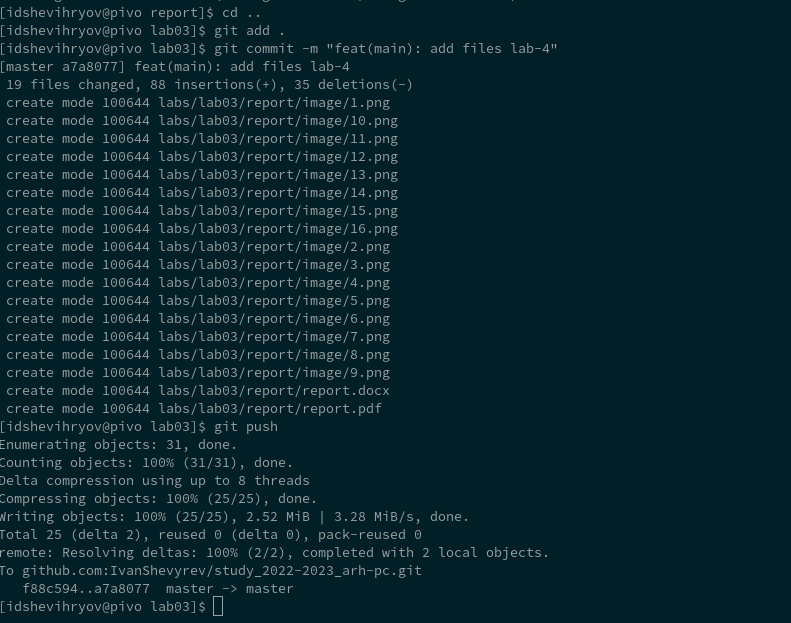 [idshevihryov@pivo report]$ cd ..
[idshevihryov@pivo lab03]$ git add .
[idshevihryov@pivo lab03]$ git commit -m "feat(main): add files lab-4"
[master a7a8077] feat(main): add files lab-4
 19 files changed, 88 insertions(+), 35 deletions(-)
 create mode 100644 labs/lab03/report/image/1.png
 create mode 100644 labs/lab03/report/image/10.png
 create mode 100644 labs/lab03/report/image/11.png
 create mode 100644 labs/lab03/report/image/12.png
 create mode 100644 labs/lab03/report/image/13.png
 create mode 100644 labs/lab03/report/image/14.png
 create mode 100644 labs/lab03/report/image/15.png
 create mode 100644 labs/lab03/report/image/16.png
 create mode 100644 labs/lab03/report/image/2.png
 create mode 100644 labs/lab03/report/image/3.png
 create mode 100644 labs/lab03/report/image/4.png
 create mode 100644 labs/lab03/report/image/5.png
 create mode 100644 labs/lab03/report/image/6.png
 create mode 100644 labs/lab03/report/image/7.png
 create mode 100644 labs/lab03/report/image/8.png
 create mode 100644 labs/lab03/report/image/9.png
 create mode 100644 labs/lab03/report/report.docx
 create mode 100644 labs/lab03/report/report.pdf
[idshevihryov@pivo lab03]$ git push
Enumerating objects: 31, done.
Counting objects: 100% (31/31), done.
Delta compression using up to 8 threads
Compressing objects: 100% (25/25), done.
Writing objects: 100% (25/25), 2.52 MiB | 3.28 MiB/s, done.
Total 25 (delta 2), reused 0 (delta 0), pack-reused 0
remote: Resolving deltas: 100% (2/2), completed with 2 local objects.
To github.com:IvanShevyrev/study_2022-2023_arh-pc.git
   f88c594..a7a8077  master -> master
[idshevihryov@pivo lab03]$